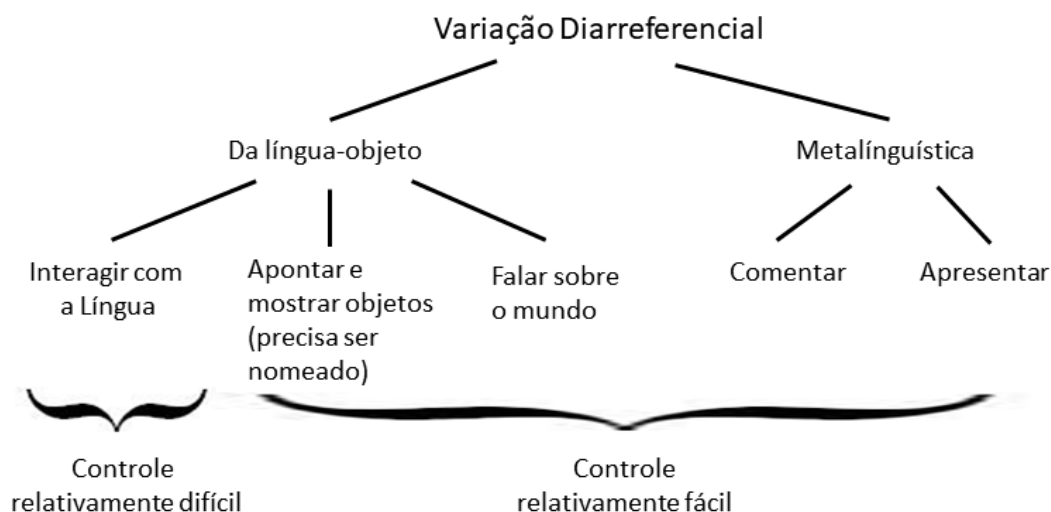 Variação Diarreferencial
Da língua-objeto
Metalínguística
Interagir com
a Língua
Apontar e
mostrar objetos
(precisa ser
nomeado)
Falar sobre
o mundo
Comentar
Apresentar
Controle
relativamente difícil
Controle
relativamente fácil